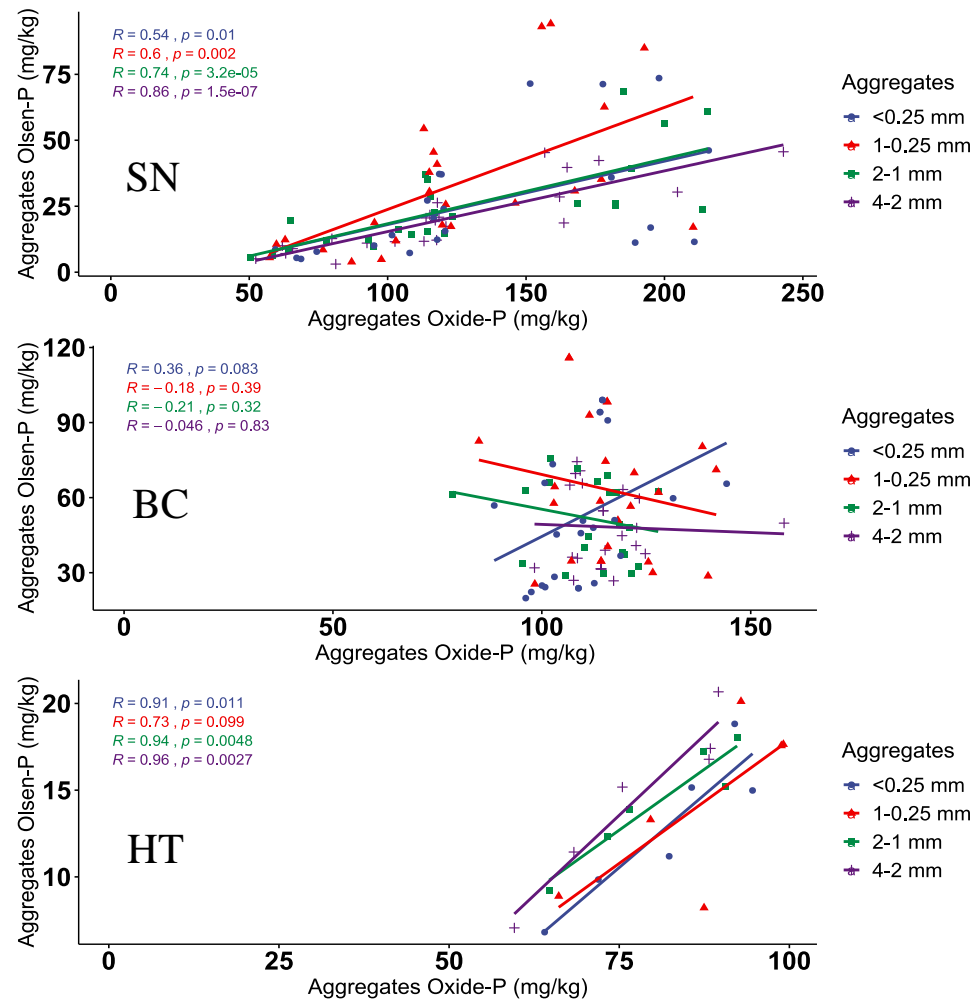 Aggregates Olsen-P (mg/kg)
R = 0.54 , p = 0.01
R = 0.6 , p = 0.002
R = 0.74 , p = 3.2e-05
R = 0.86 , p = 1.5e-07
SN
75
50
25
0
0 50 100 150 200 250
Aggregates Oxide-P (mg/kg)
Aggregates
<0.25 mm
1-0.25 mm
2-1 mm
4-2 mm
Aggregates Olsen-P (mg/kg)
R = 0.36 , p = 0.083
R = −0.18 , p = 0.39
R = −0.21 , p = 0.32
R = −0.046 , p = 0.83
BC
120
90
60
30
0 50 100 150
Aggregates Oxide-P (mg/kg)
Aggregates
<0.25 mm
1-0.25 mm
2-1 mm
4-2 mm
Aggregates Olsen-P (mg/kg)
R = 0.91 , p = 0.011
R = 0.73 , p = 0.099
R = 0.94 , p = 0.0048
R = 0.96 , p = 0.0027
HT
20
15
10
0 25 50 75 100
Aggregates Oxide-P (mg/kg)
Aggregates
<0.25 mm
1-0.25 mm
2-1 mm
4-2 mm